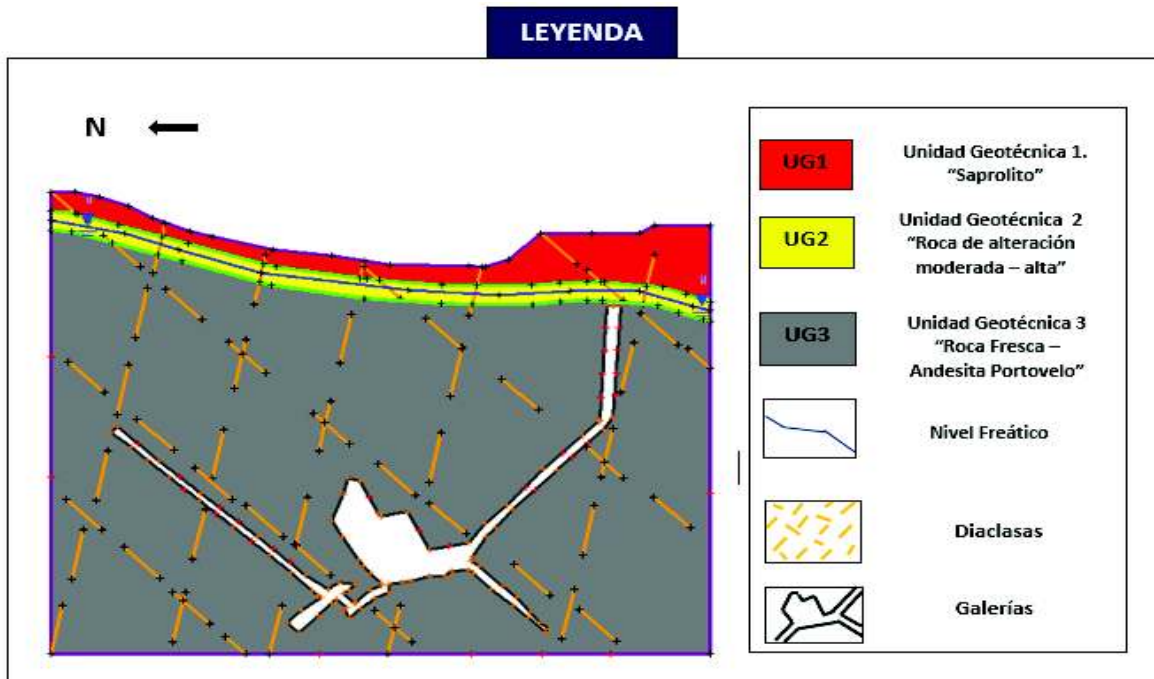 LEYENDA
N
UG1
Unidad Geotécnica 1.
"Saprolito"
UG2
Unidad Geotécnica 2
"Roca de alteración
moderada – alta"
UG3
Unidad Geotécnica 3
"Roca Fresca –
Andesita Portovelo"
Nivel Freático
Diaclasas
Galerías